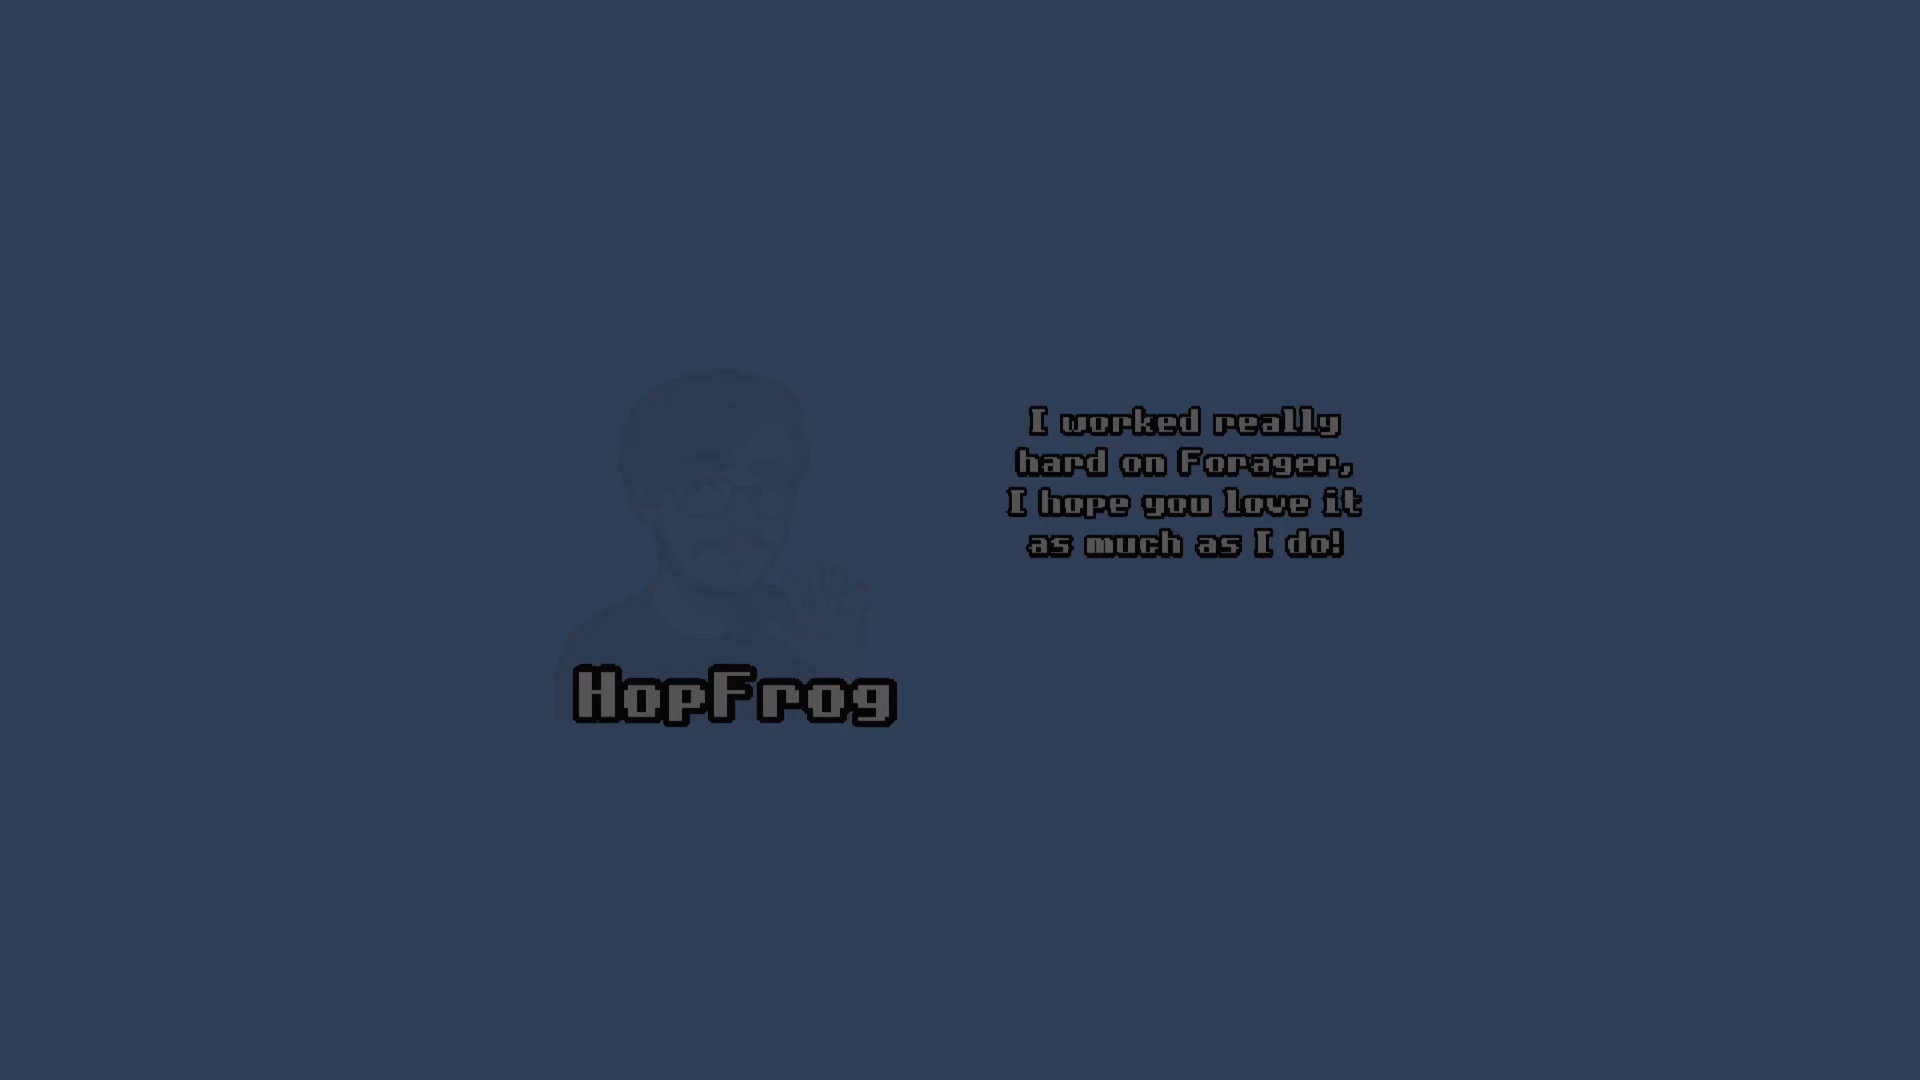 I worked really
hard on Forager,
I hope you love it
as much as I do!
HopFrog